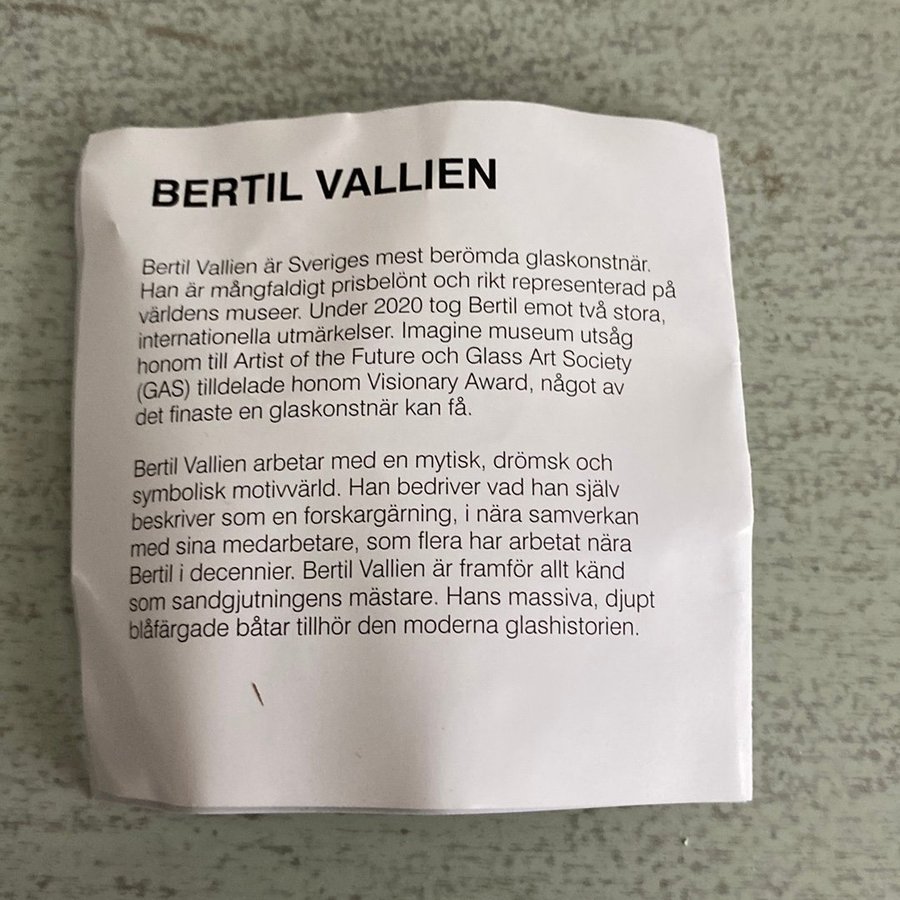 BERTIL VALLIEN
Bertil Vallien är Sveriges mest berömda glaskonstnär.
Han är mångfaldigt prisbelönt och rikt representerad på
världens museer. Under 2020 tog Bertil emot två stora,
internationella utmärkelser. Imagine museum utsåg
honom till Artist of the Future och Glass Art Society
(GAS) tilldelade honom Visionary Award, något av
det finaste en glaskonstnär kan få.
Bertil Vallien arbetar med en mytisk, drömsk och
symbolisk motivvärld. Han bedriver vad han själv
beskriver som en forskargärning, i nära samverkan
med sina medarbetare, som flera har arbetat nära
Bertil i decennier. Bertil Vallien är framför allt känd
som sandgjutningens mästare. Hans massiva, djupt
blåfärgade båtar tillhör den moderna glashistorien.